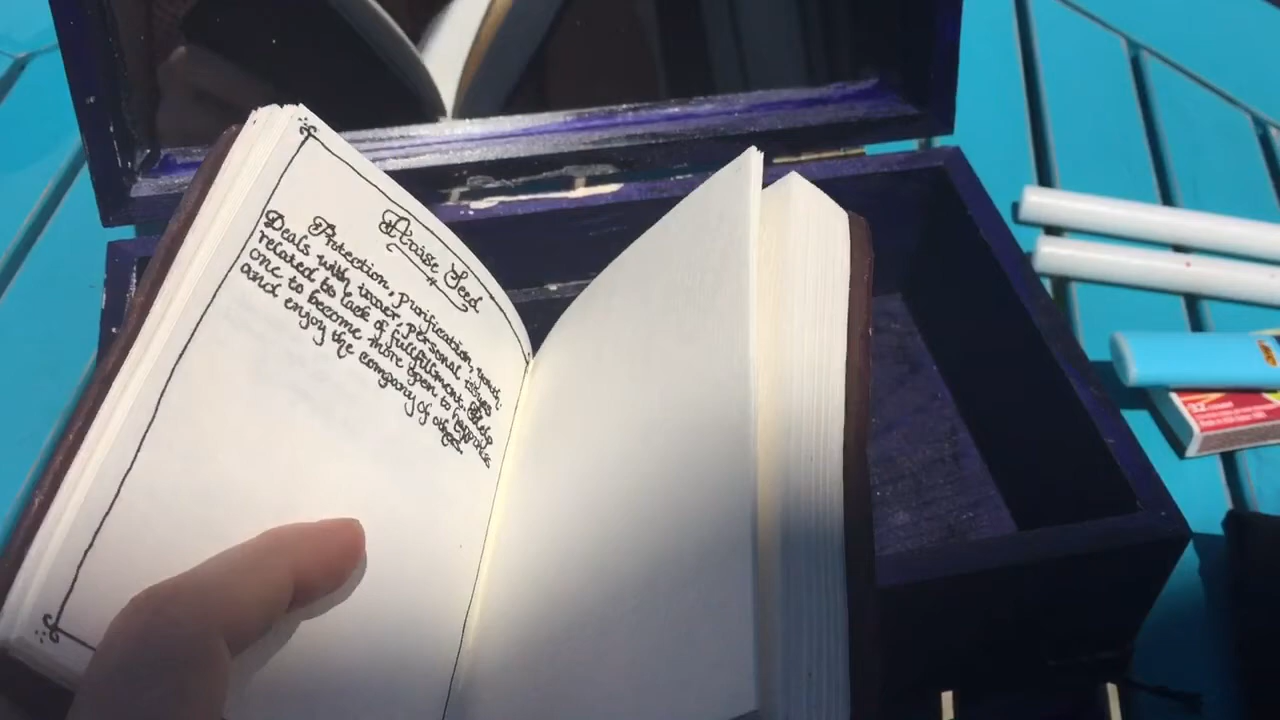 Anise Seed
Protection, purification, youth.
Deals with inner, personal issues
related to lack of fulfillment. Help
one to become more open to happiness
and enjoy the company of others.